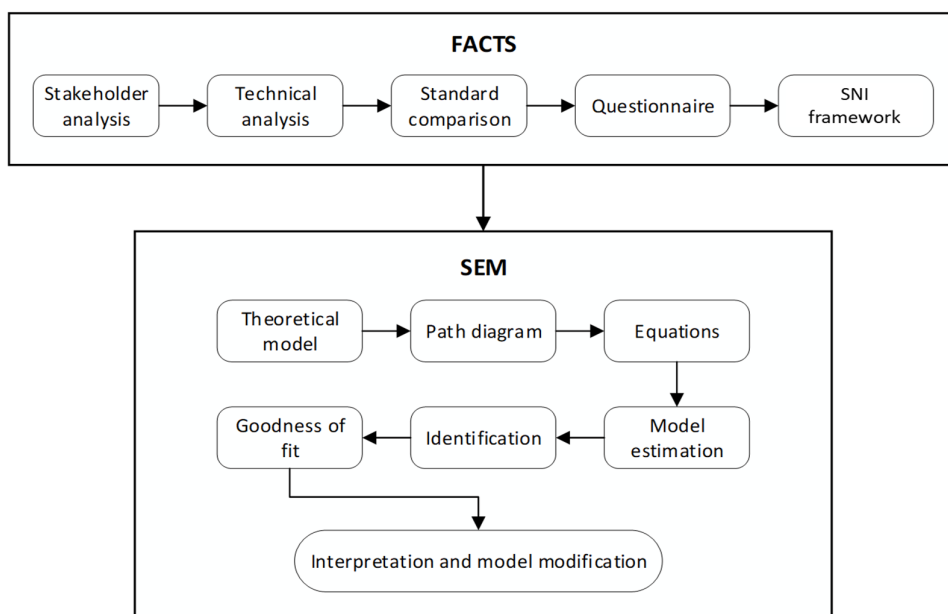 FACTS
Stakeholder
analysis
Technical
analysis
Standard
comparison
Questionnaire
SNI
framework
SEM
Theoretical
model
Path diagram
Equations
Goodness of
fit
Identification
Model
estimation
Interpretation and model modification